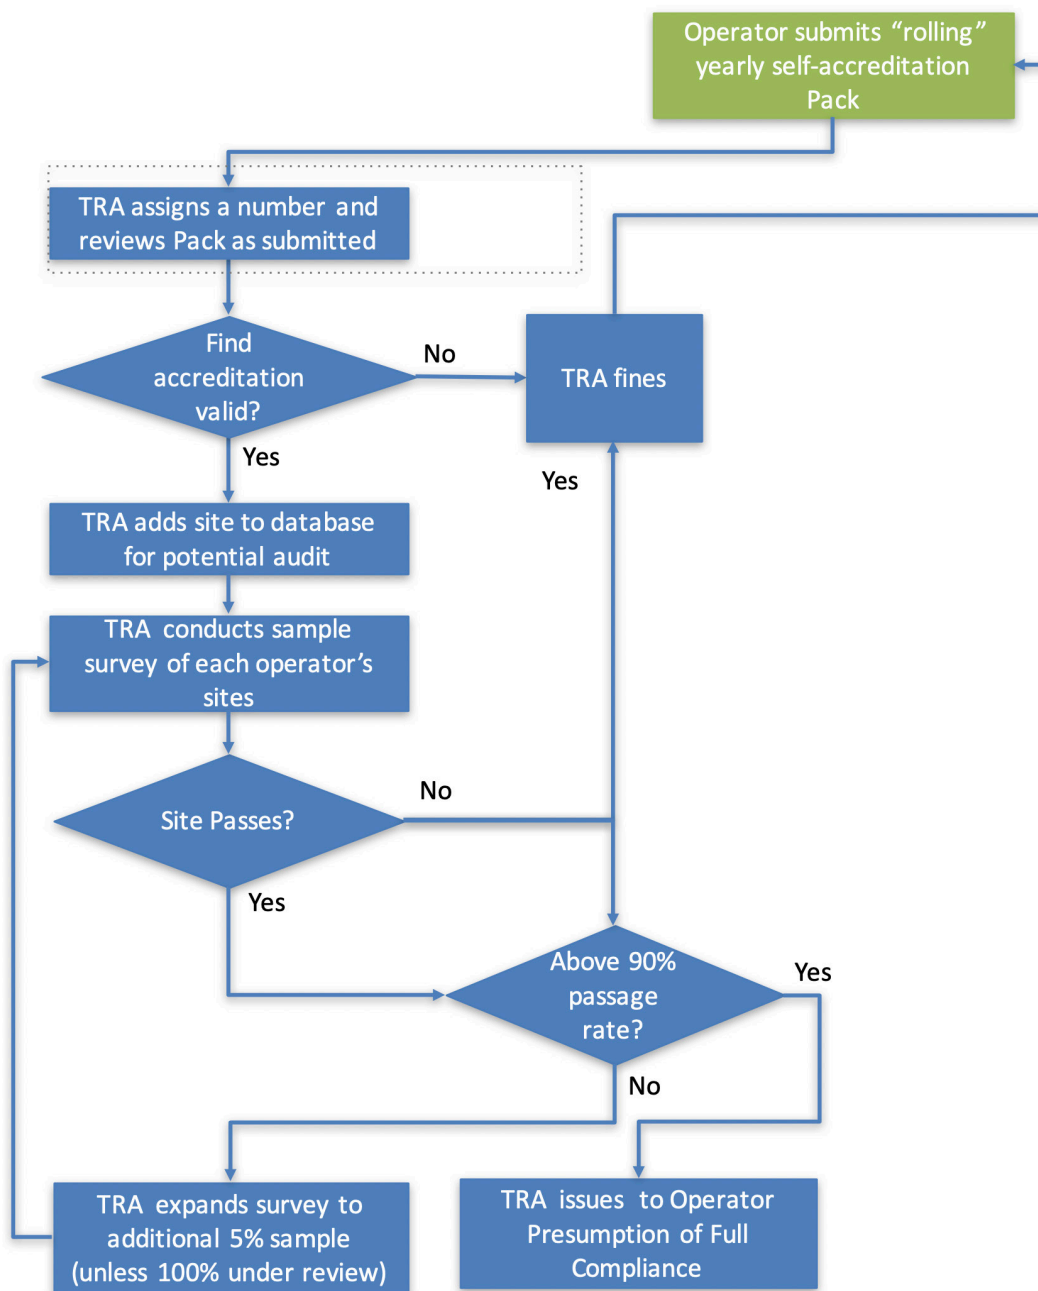 Operator submits “rolling”
yearly self-accreditation
Pack
TRA assigns a number and
reviews Pack as submitted
Find
accreditation
valid?
No
TRA fines
Yes
Yes
TRA adds site to database
for potential audit
TRA conducts sample
survey of each operator’s
sites
Site Passes?
No
Yes
Above 90%
passage
rate?
Yes
No
TRA expands survey to
additional 5% sample
(unless 100% under review)
TRA issues to Operator
Presumption of Full
Compliance